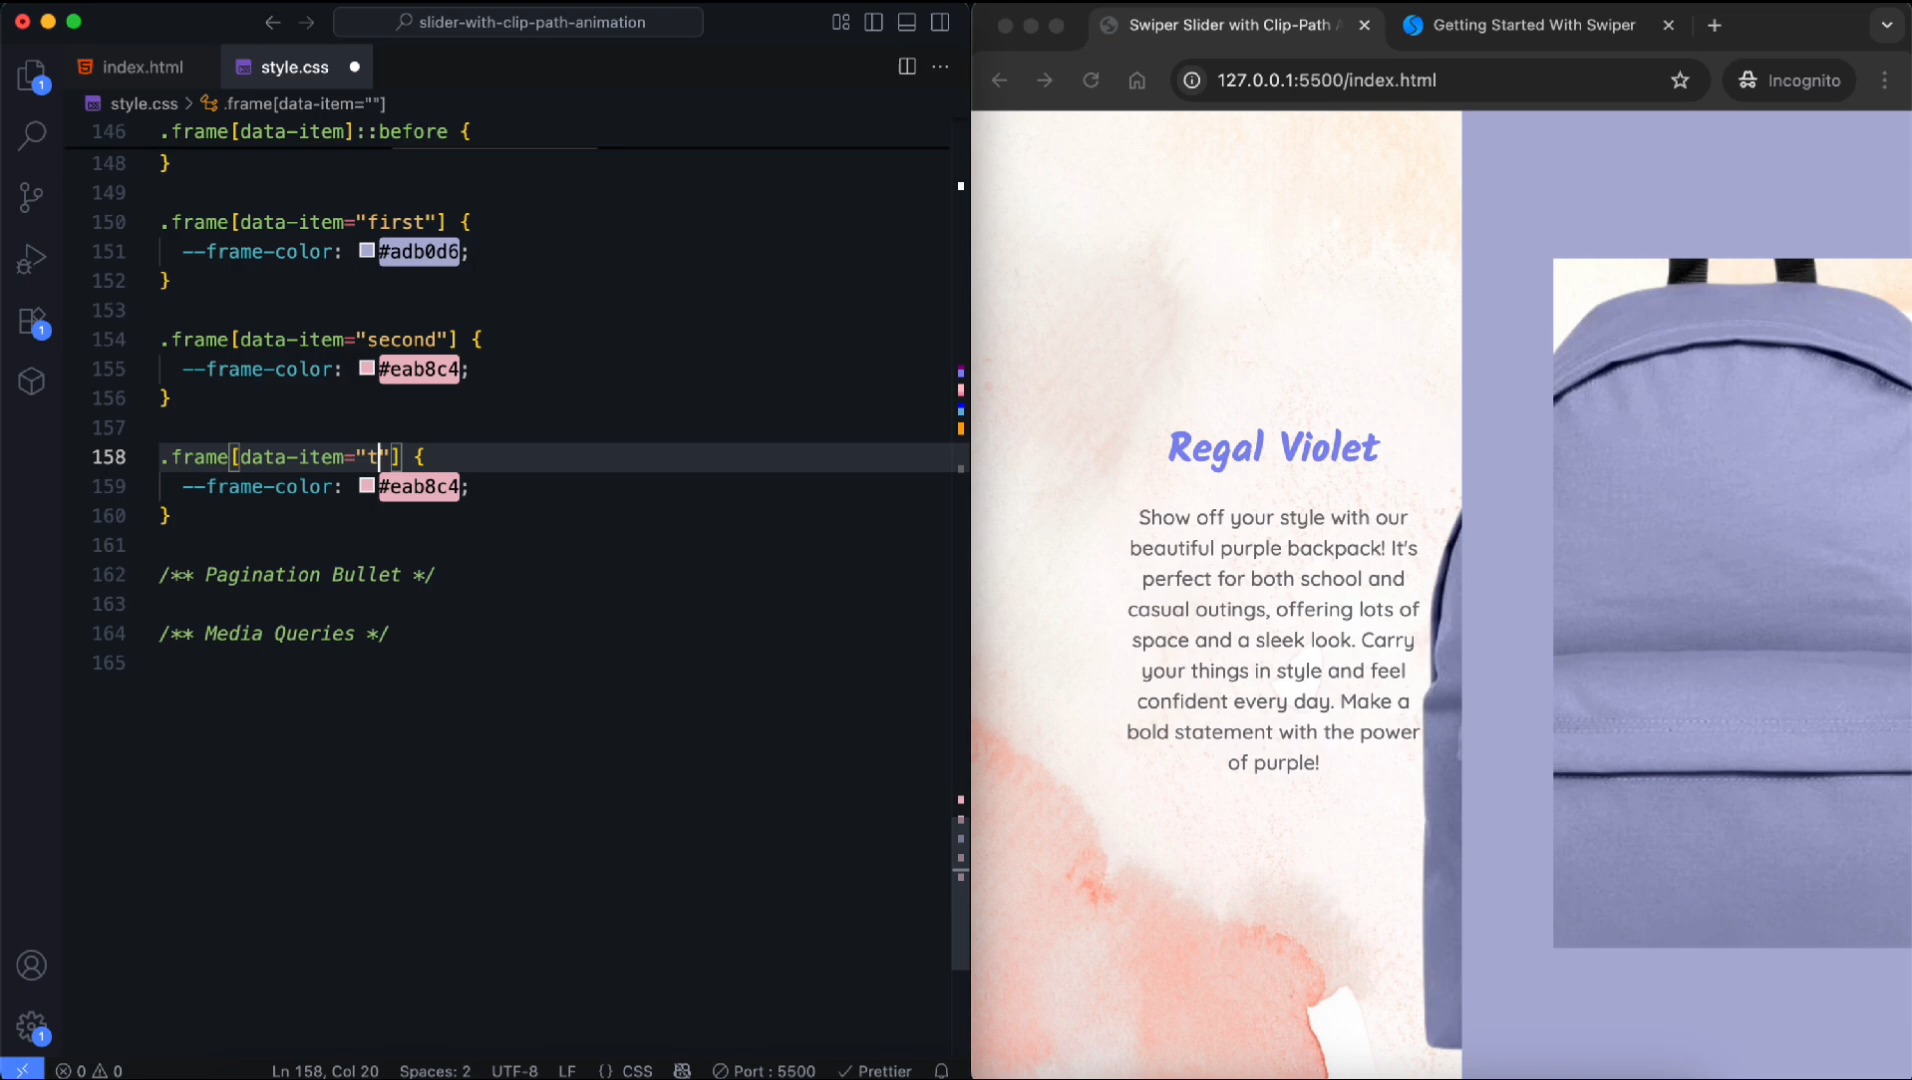 slider-with-clip-path-animation
index.html
style.css
style.css > .frame[data-item=""]
146 .frame[data-item]::before {
148 }
149
150 .frame[data-item="first"] {
151 --frame-color: #adb0d6;
152 }
153
154 .frame[data-item="second"] {
155 --frame-color: #eab8c4;
156 }
157
158 .frame[data-item="t"] {
159 --frame-color: #eab8c4;
160 }
161
162 /** Pagination Bullet */
163
164 /** Media Queries */
165
1
1
1
0 0
Ln 158, Col 20
Spaces: 2
UTF-8
LF
{} CSS
Port : 5500
Prettier
Swiper Slider with Clip-Path
Getting Started With Swiper
127.0.0.1:5500/index.html
Incognito
Regal Violet
Show off your style with our
beautiful purple backpack! It's
perfect for both school and
casual outings, offering lots of
space and a sleek look. Carry
your things in style and feel
confident every day. Make a
bold statement with the power
of purple!